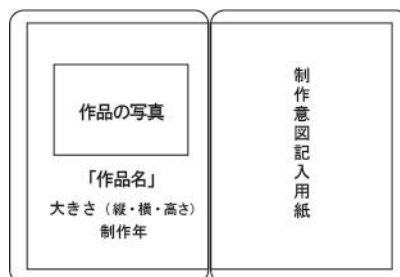 作品の写真
「作品名」
大きさ（縦・横・高さ）
制作年
制作意図記入用紙